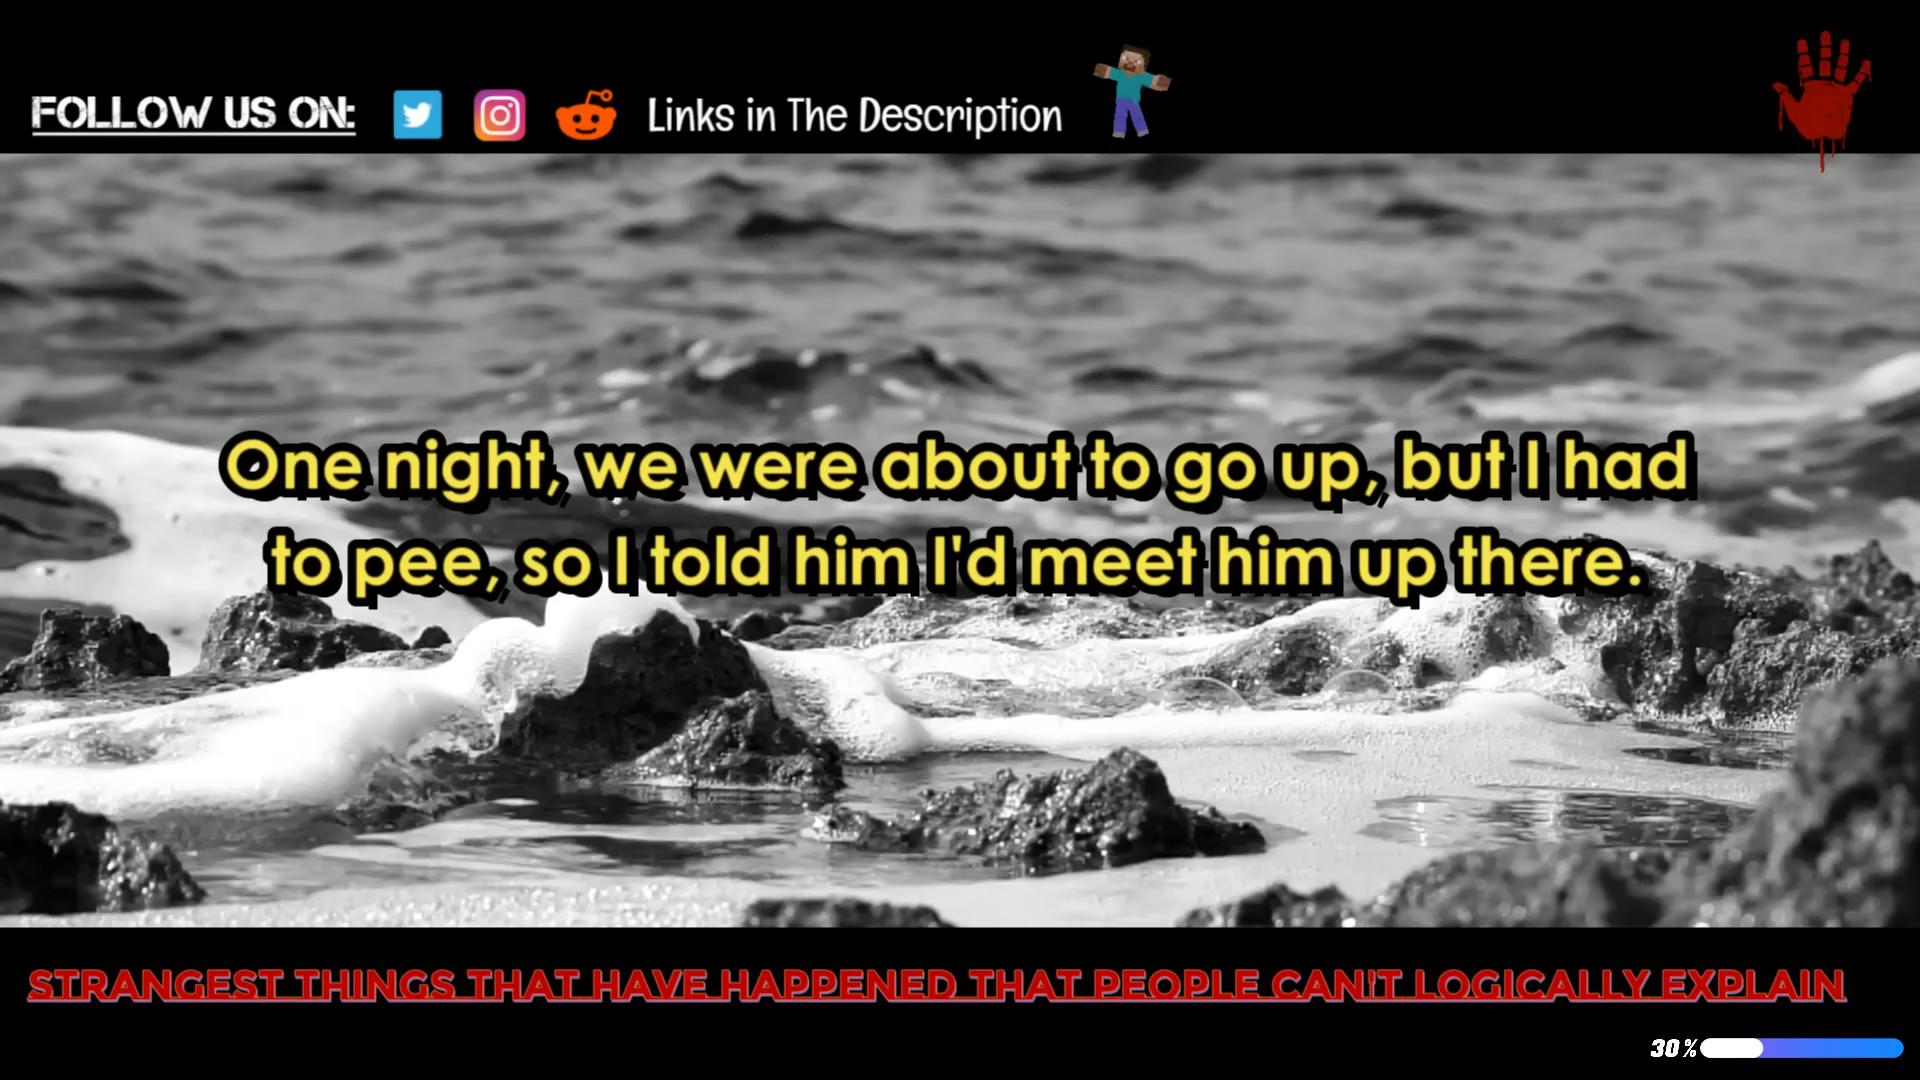 FOLLOW US ON:
Links in The Description
One night, we were about to go up, but I had
to pee, so I told him I'd meet him up there.
STRANGEST THINGS THAT HAVE HAPPENED THAT PEOPLE CAN'T LOGICALLY EXPLAIN
30%